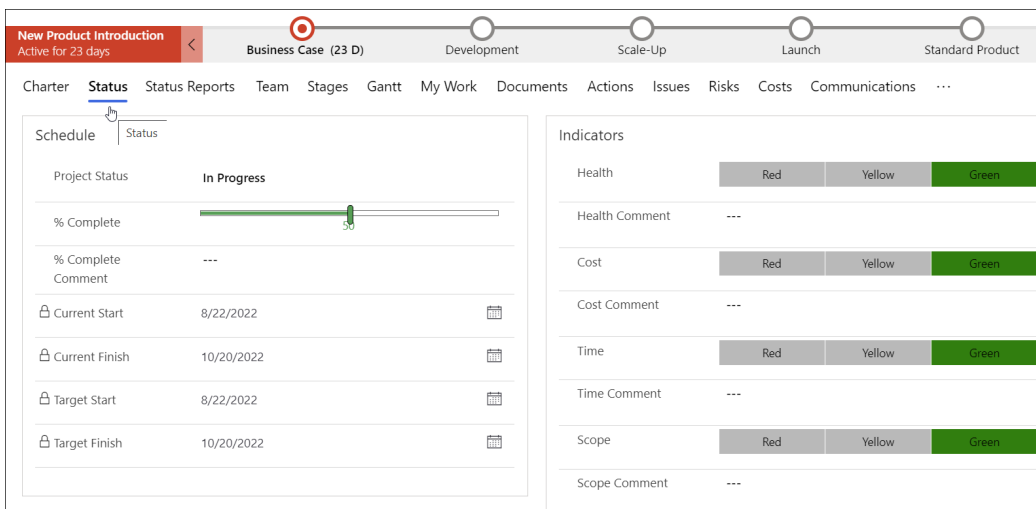 New Product Introduction
Active for 23 days
Business Case (23 D)
Development
Scale-Up
Launch
Standard Product
Charter Status Status Reports Team Stages Gantt My Work Documents Actions Issues Risks Costs Communications ···
Schedule
Status
Project Status In Progress
% Complete 50
% Complete ---
Comment
Current Start 8/22/2022
Current Finish 10/20/2022
Target Start 8/22/2022
Target Finish 10/20/2022
Indicators
Health Red Yellow Green
Health Comment ---
Cost Red Yellow Green
Cost Comment ---
Time Red Yellow Green
Time Comment ---
Scope Red Yellow Green
Scope Comment ---